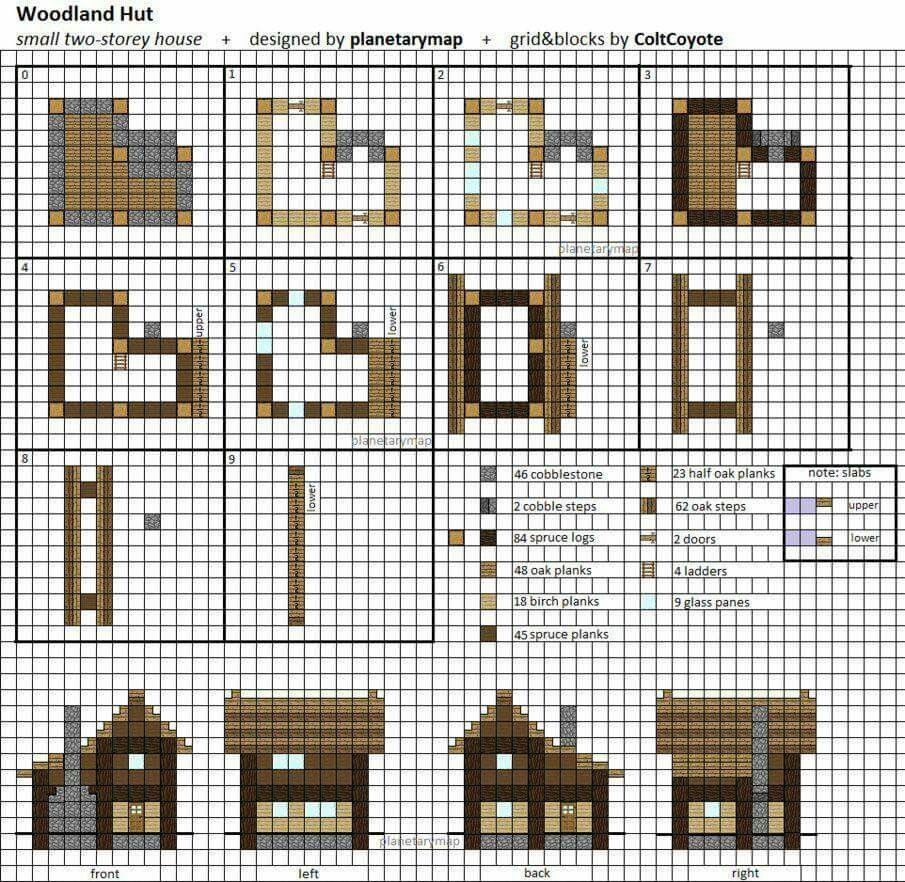 Woodland Hut
small two-storey house + designed by planetarymap + grid&blocks by ColtCoyote
0 1 2 3
planetarymap
4 5 6 7
upper
lower
lower
planetarymap
8 9
lower
46 cobblestone
2 cobble steps
84 spruce logs
48 oak planks
18 birch planks
45 spruce planks
23 half oak planks
62 oak steps
2 doors
4 ladders
9 glass panes
note: slabs
upper
lower
planetarymap
front left back right